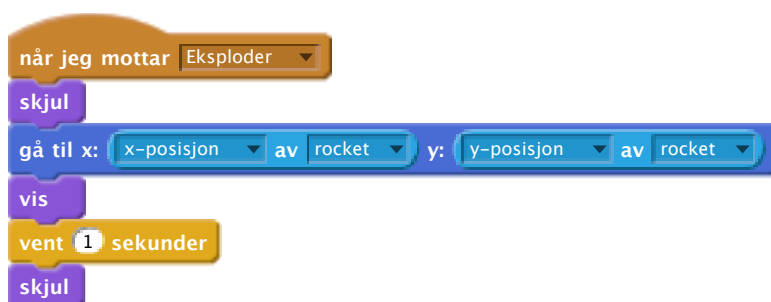 når jeg mottar Eksploder
skjul
gå til x: x-posisjon av rocket y: y-posisjon av rocket
vis
vent 1 sekunder
skjul